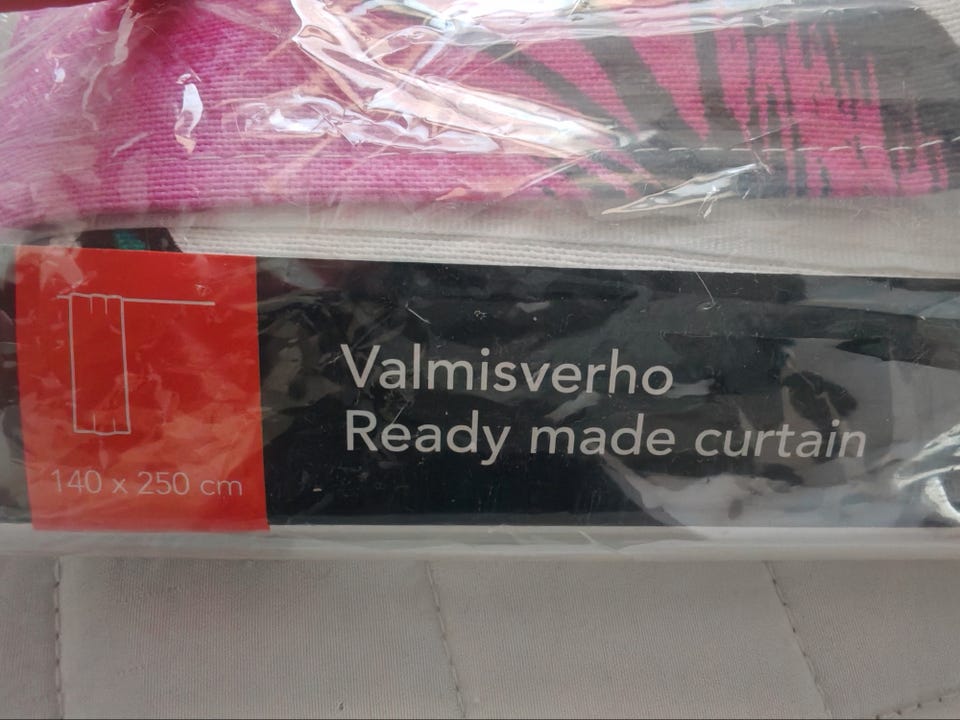 Valmisverho
Ready made curtain
140 x 250 cm